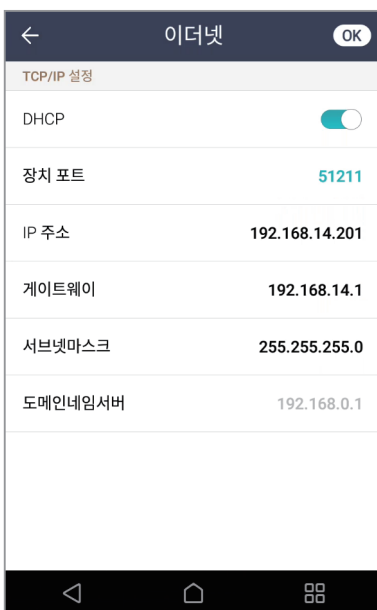 이더넷
OK
TCP/IP 설정
DHCP
장치 포트 51211
IP 주소 192.168.14.201
게이트웨이 192.168.14.1
서브넷마스크 255.255.255.0
도메인네임서버 192.168.0.1